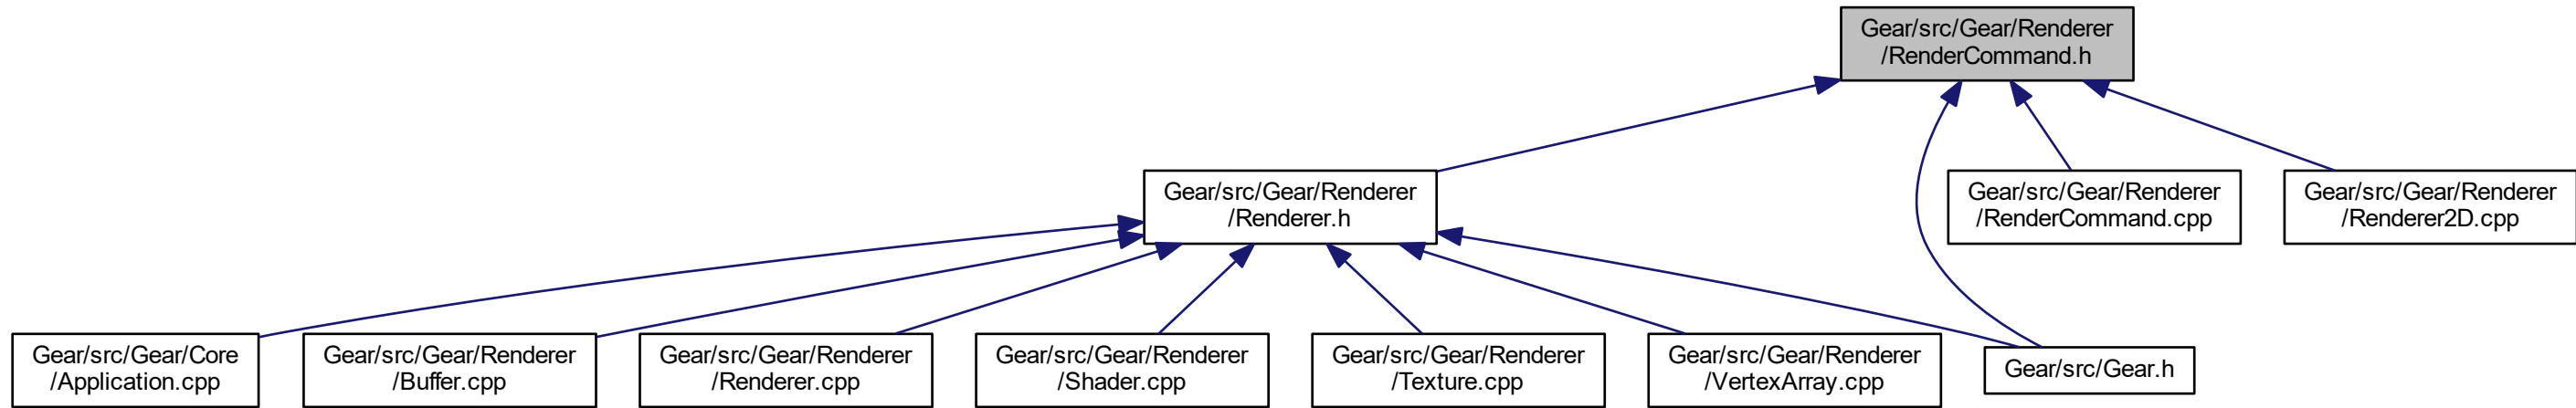 Gear/src/Gear/Renderer
/RenderCommand.h
Gear/src/Gear/Renderer
/Renderer.h
Gear/src/Gear/Renderer
/RenderCommand.cpp
Gear/src/Gear/Renderer
/Renderer2D.cpp
Gear/src/Gear/Core
/Application.cpp
Gear/src/Gear/Renderer
/Buffer.cpp
Gear/src/Gear/Renderer
/Renderer.cpp
Gear/src/Gear/Renderer
/Shader.cpp
Gear/src/Gear/Renderer
/Texture.cpp
Gear/src/Gear/Renderer
/VertexArray.cpp
Gear/src/Gear.h